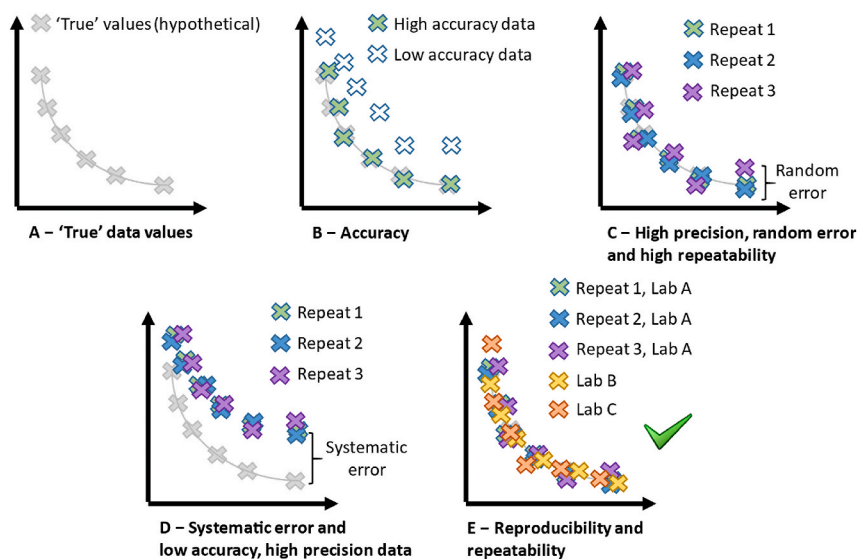 ‘True’ values (hypothetical)
A – ‘True’ data values
High accuracy data
Low accuracy data
B – Accuracy
Repeat 1
Repeat 2
Repeat 3
Random
error
C – High precision, random error
and high repeatability
Repeat 1
Repeat 2
Repeat 3
Systematic
error
D – Systematic error and
low accuracy, high precision data
Repeat 1, Lab A
Repeat 2, Lab A
Repeat 3, Lab A
Lab B
Lab C
E – Reproducibility and
repeatability